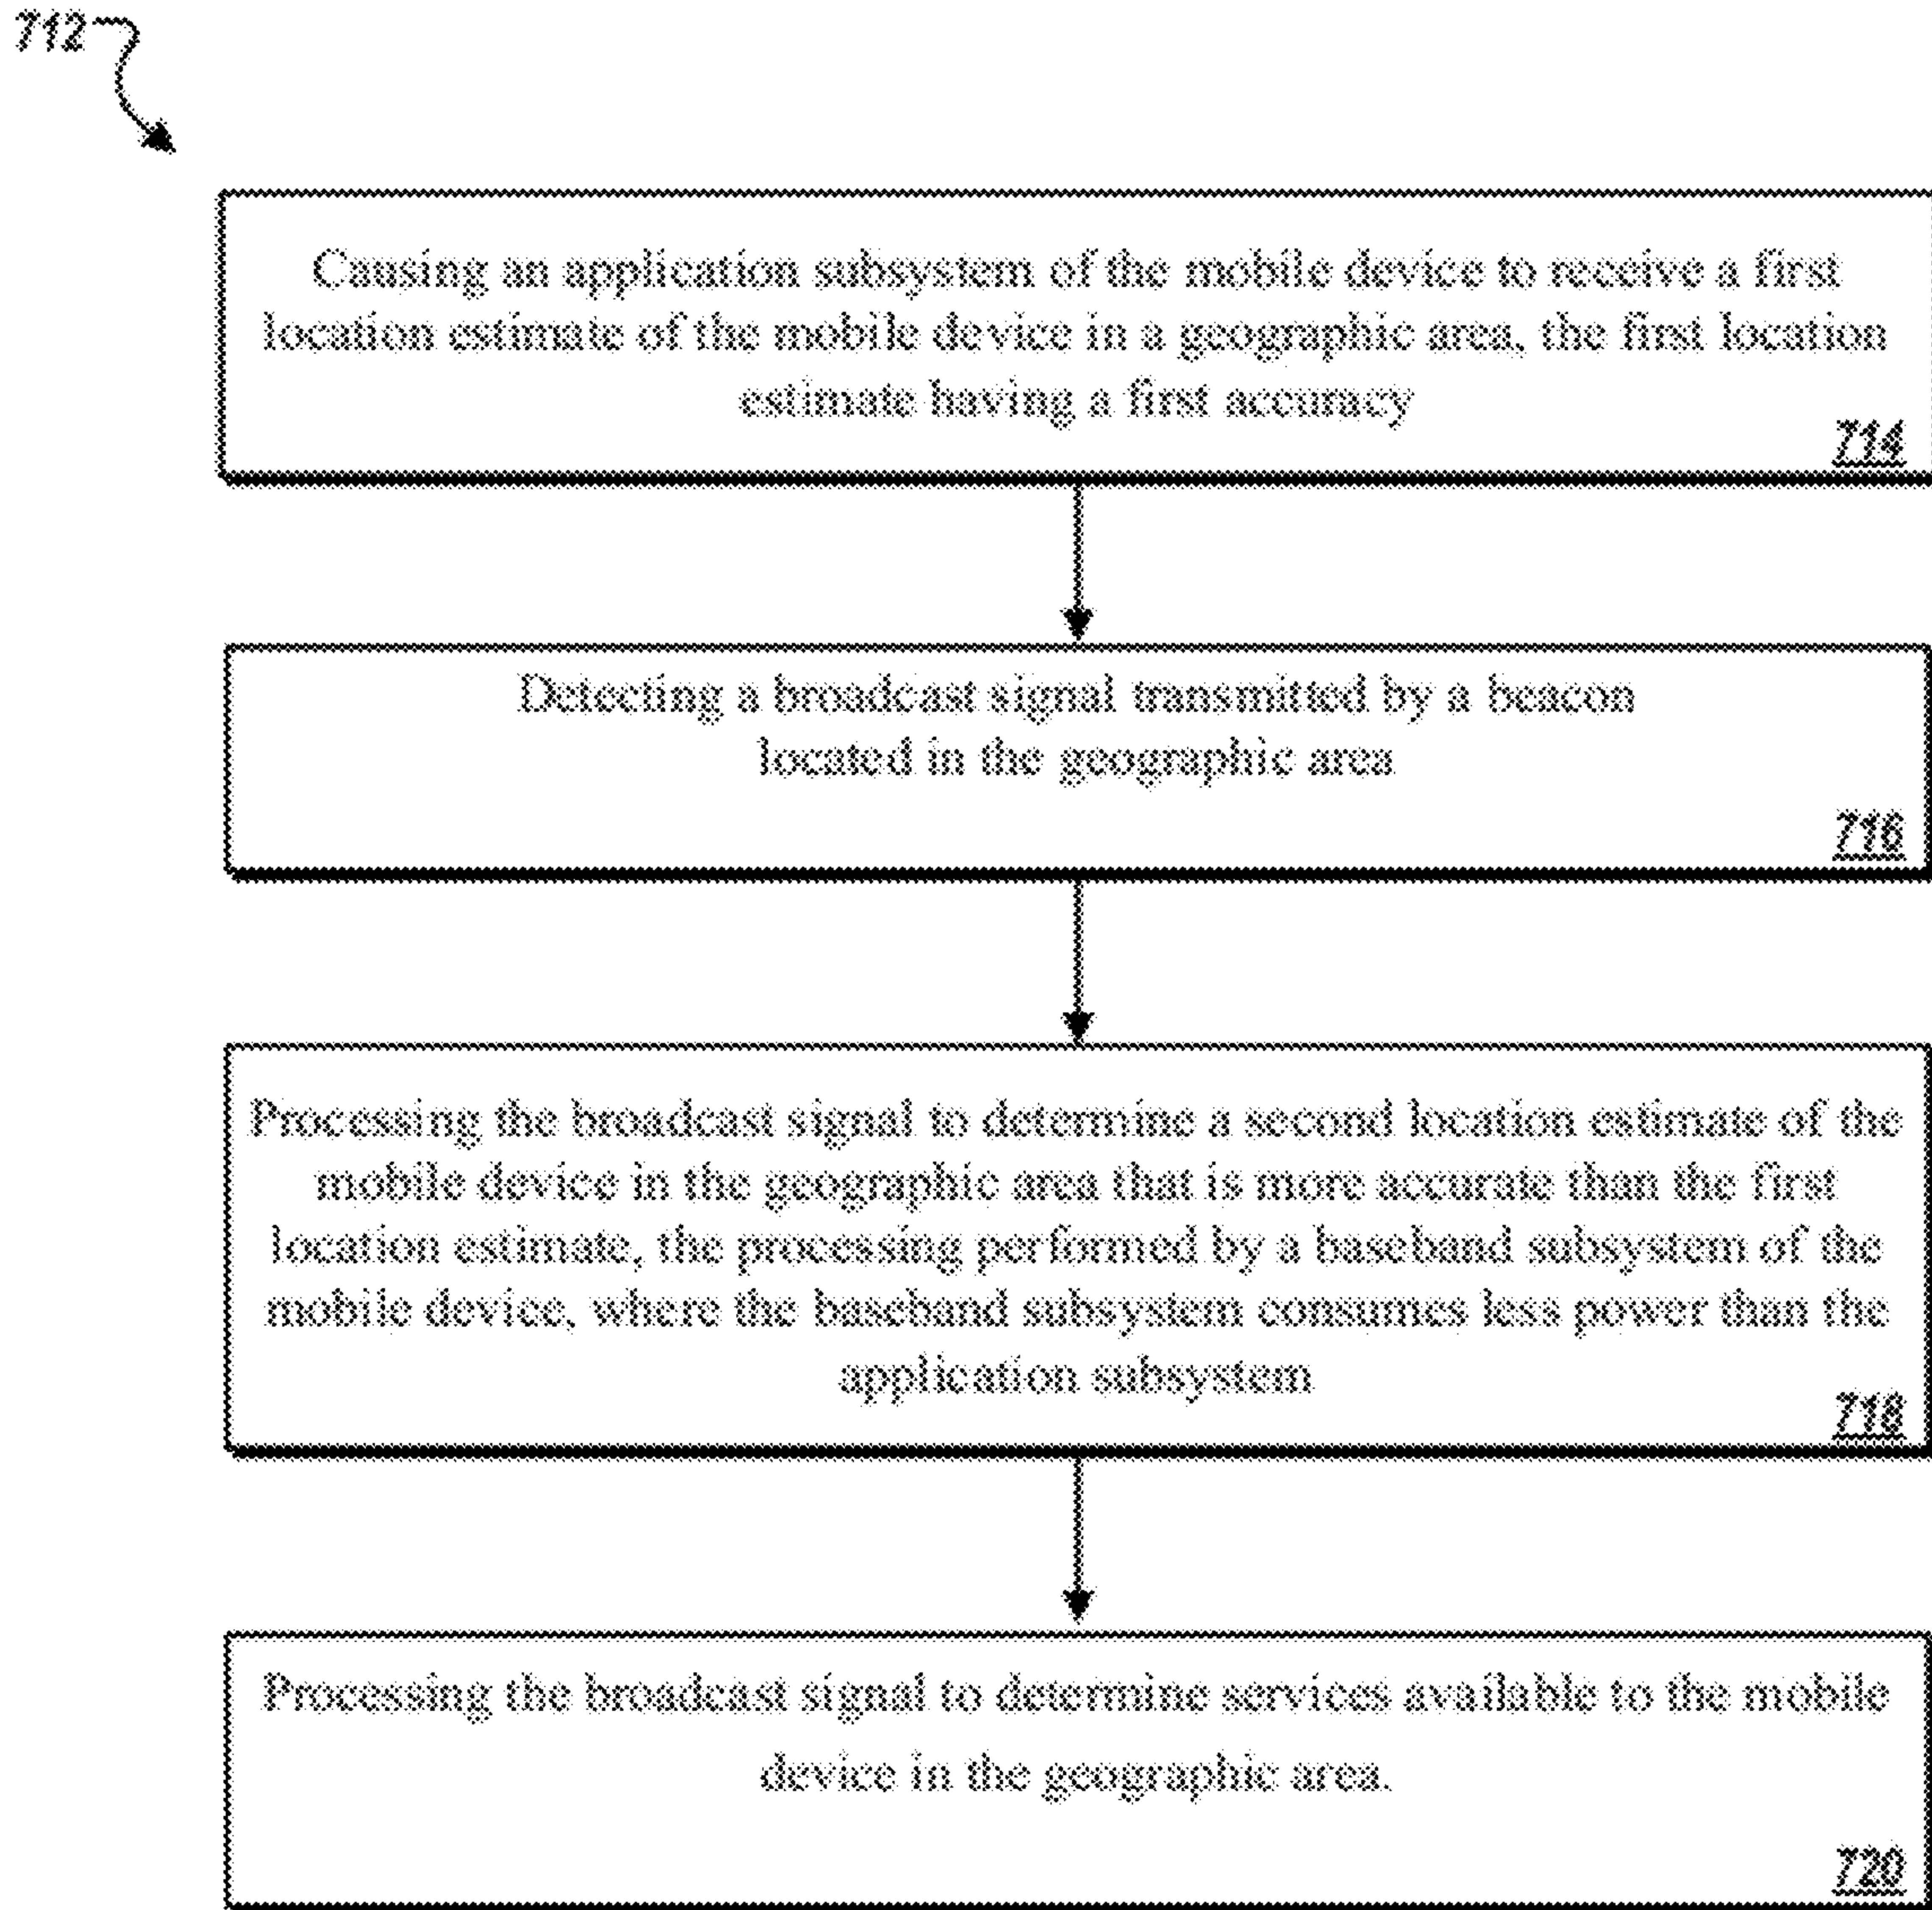 712
Causing an application subsystem of the mobile device to receive a first
location estimate of the mobile device in a geographic area, the first location
estimate having a first accuracy
714
Detecting a broadcast signal transmitted by a beacon
located in the geographic area
716
Processing the broadcast signal to determine a second location estimate of the
mobile device in the geographic area that is more accurate than the first
location estimate, the processing performed by a baseband subsystem of the
mobile device, where the baseband subsystem consumes less power than the
application subsystem
718
Processing the broadcast signal to determine services available to the mobile
device in the geographic area.
720